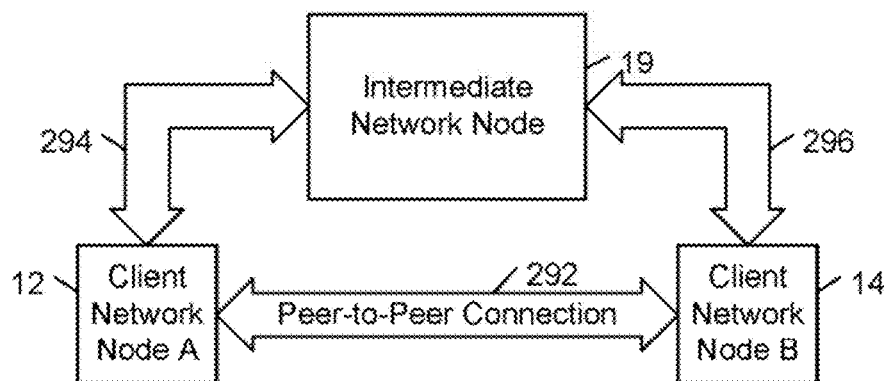 19
Intermediate
Network Node
294
296
12
Client
Network
Node A
292
Peer-to-Peer Connection
Client
Network
Node B
14